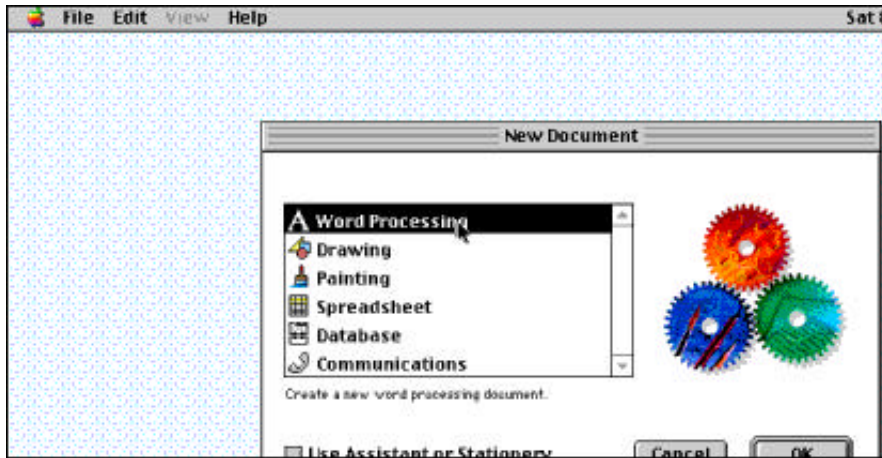 File Edit View Help Sat
New Document
Word Processing
Drawing
Painting
Spreadsheet
Database
Communications
Create a new word processing document.
Use Assistant or Stationery Cancel OK